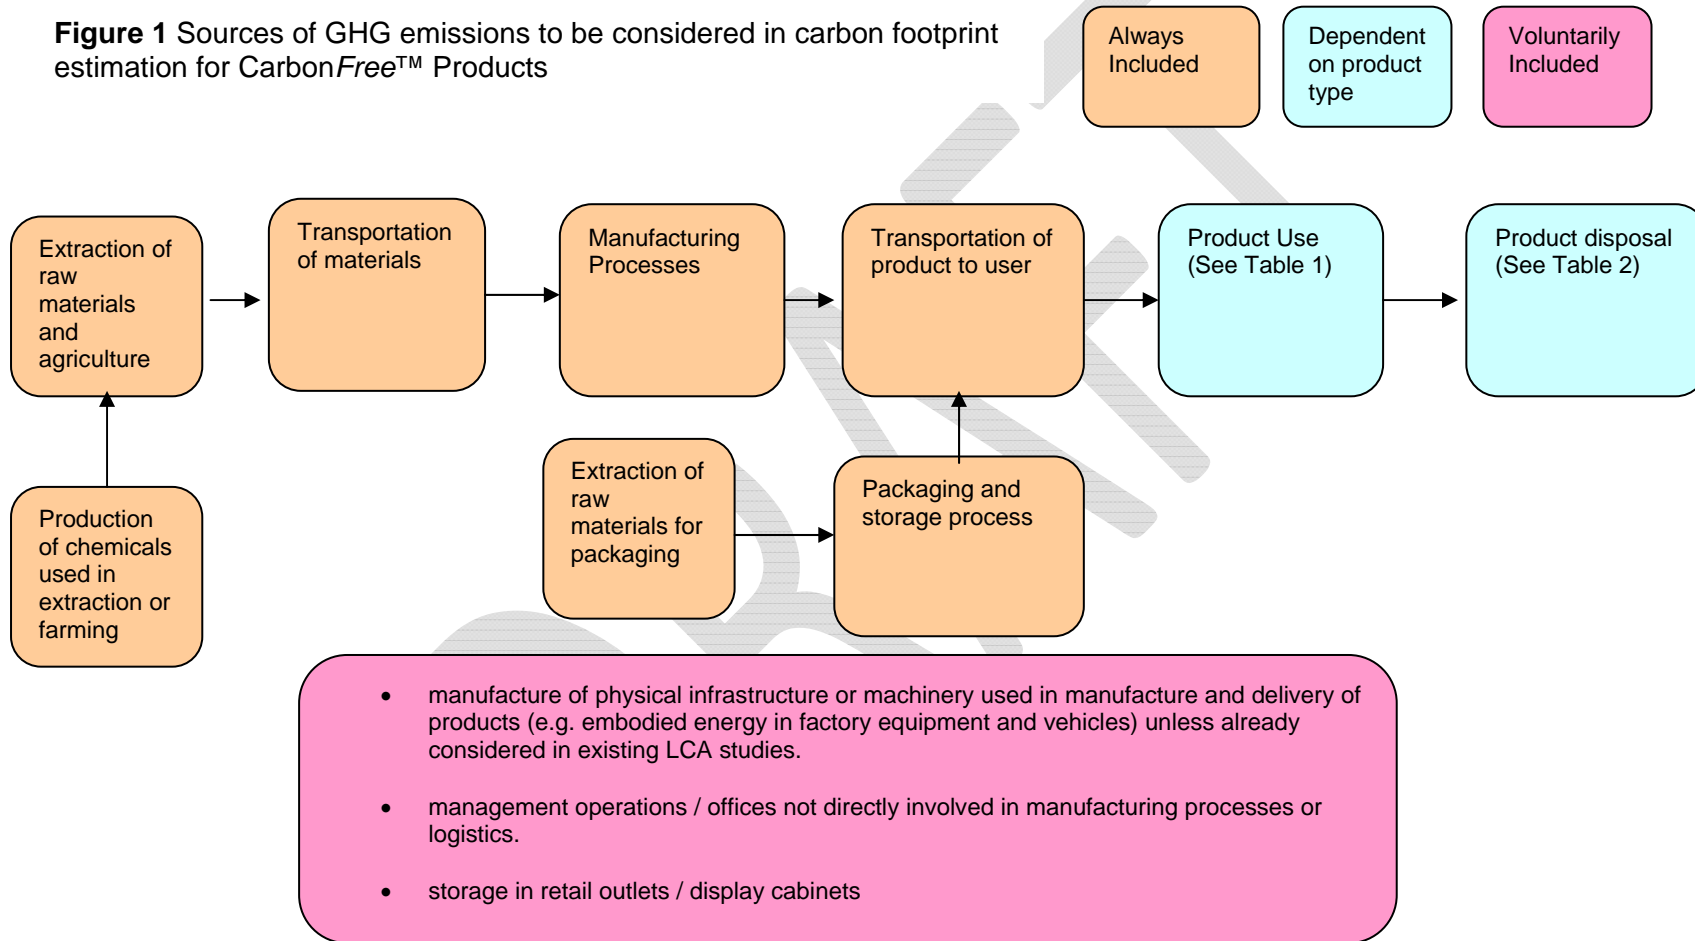 Figure 1 Sources of GHG emissions to be considered in carbon footprint
estimation for CarbonFree™ Products
Always
Included
Dependent
on product
type
Voluntarily
Included
Extraction of
raw
materials
and
agriculture
Transportation
of materials
Manufacturing
Processes
Transportation of
product to user
Product Use
(See Table 1)
Product disposal
(See Table 2)
Production
of chemicals
used in
extraction or
farming
Extraction of
raw
materials for
packaging
Packaging and
storage process
• manufacture of physical infrastructure or machinery used in manufacture and delivery of
products (e.g. embodied energy in factory equipment and vehicles) unless already
considered in existing LCA studies.
• management operations / offices not directly involved in manufacturing processes or
logistics.
• storage in retail outlets / display cabinets
DRAFT